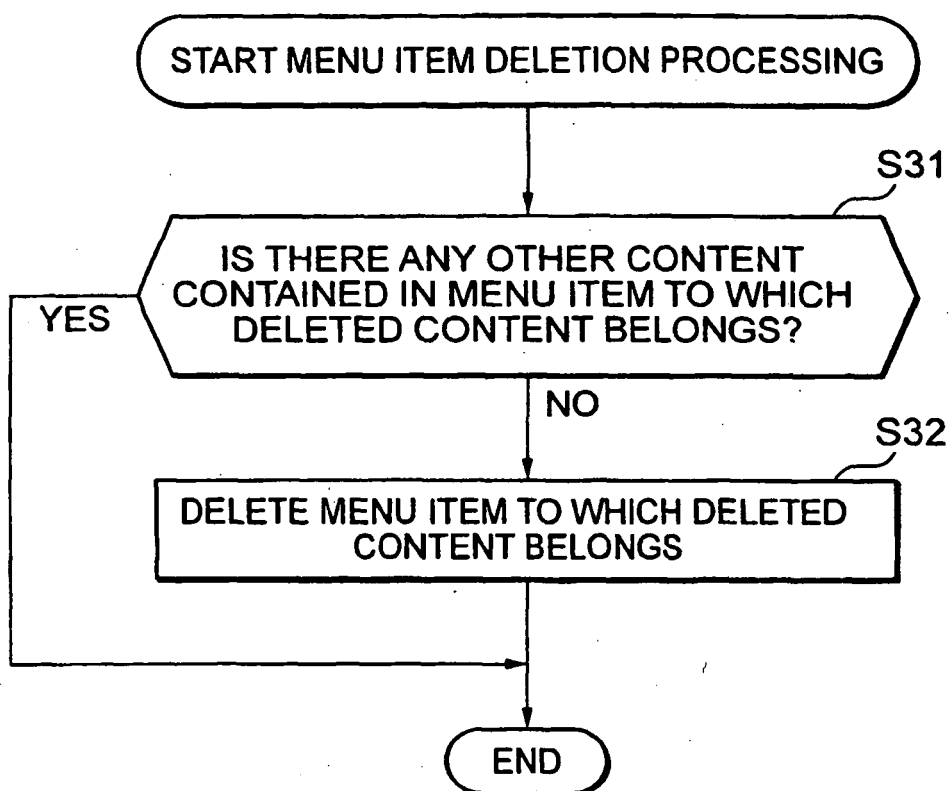 START MENU ITEM DELETION PROCESSING
S31
IS THERE ANY OTHER CONTENT
CONTAINED IN MENU ITEM TO WHICH
DELETED CONTENT BELONGS?
YES
NO
S32
DELETE MENU ITEM TO WHICH DELETED
CONTENT BELONGS
END